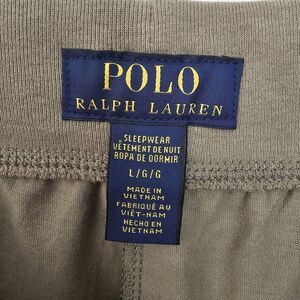 POLO
RALPH LAUREN
SLEEPWEAR
VÊTEMENT DE NUIT
ROPA DE DORMIR
L/G/G
MADE IN
VIETNAM
FABRIQUÉ AU
VIÊT-NAM
HECHO EN
VIETNAM